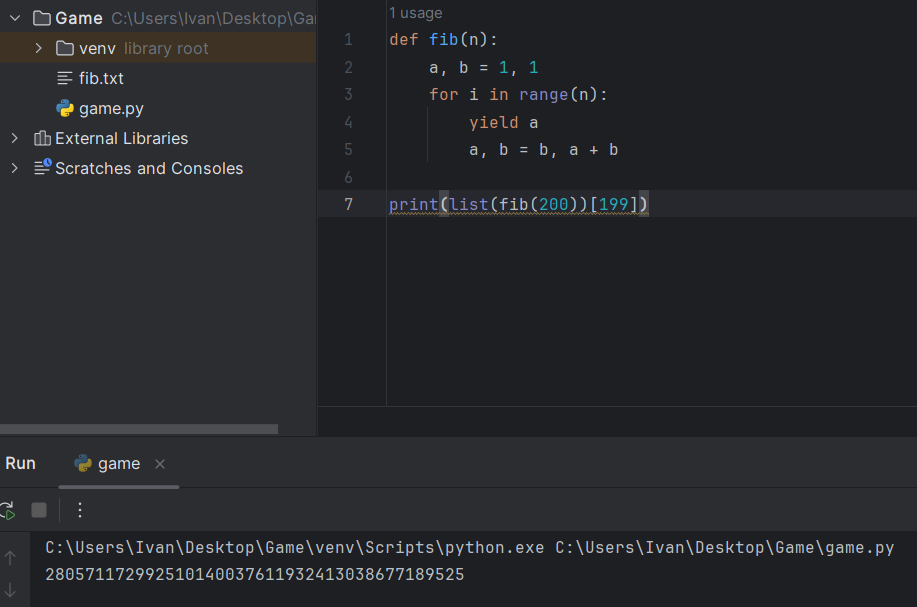 Game C:\Users\Ivan\Desktop\Ga
venv library root
fib.txt
game.py
External Libraries
Scratches and Consoles
1 usage
1 def fib(n):
2 a, b = 1, 1
3 for i in range(n):
4 yield a
5 a, b = b, a + b
6
7 print(list(fib(200))[199])
Run game
C:\Users\Ivan\Desktop\Game\venv\Scripts\python.exe C:\Users\Ivan\Desktop\Game\game.py
280571172992510140037611932413038677189525